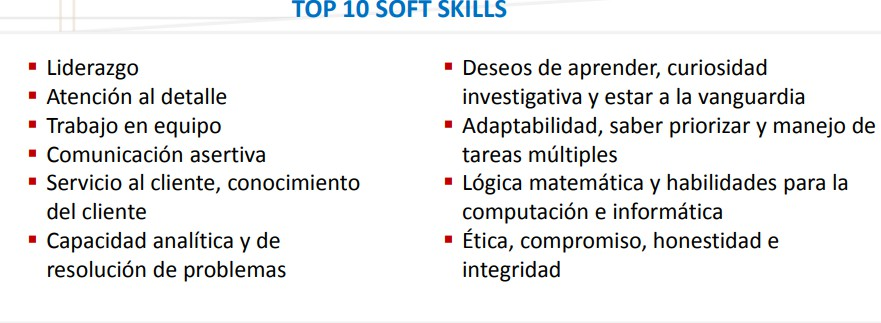 TOP 10 SOFT SKILLS
▪ Liderazgo
▪ Atención al detalle
▪ Trabajo en equipo
▪ Comunicación asertiva
▪ Servicio al cliente, conocimiento
del cliente
▪ Capacidad analítica y de
resolución de problemas
▪ Deseos de aprender, curiosidad
investigativa y estar a la vanguardia
▪ Adaptabilidad, saber priorizar y manejo de
tareas múltiples
▪ Lógica matemática y habilidades para la
computación e informática
▪ Ética, compromiso, honestidad e
integridad